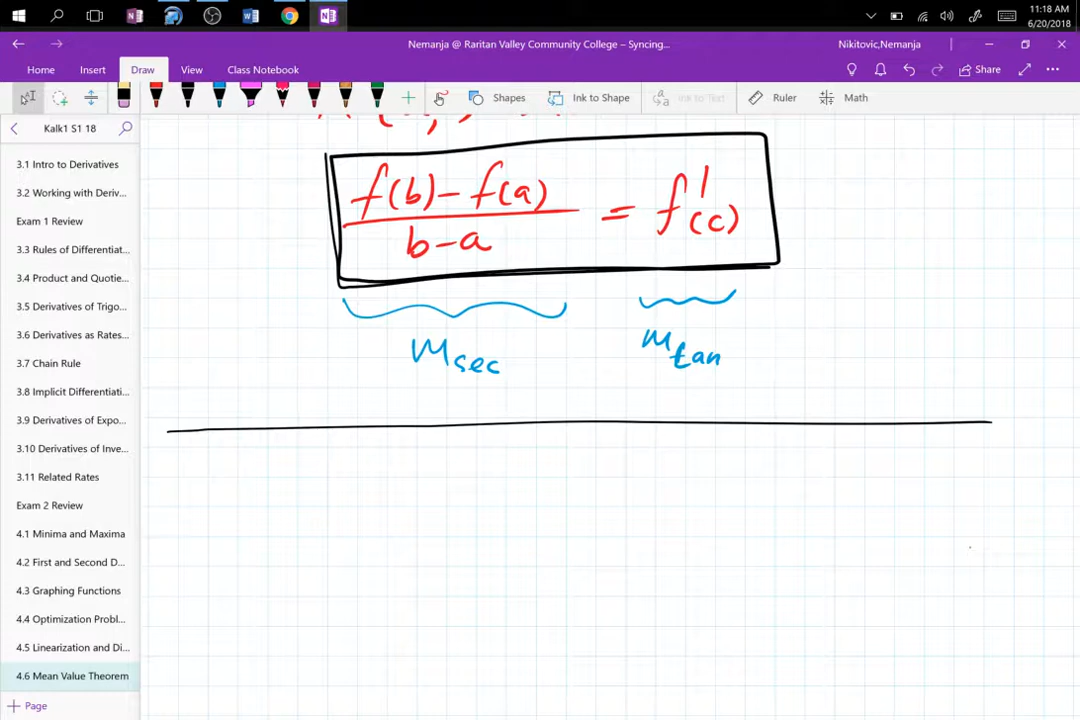 11:18 AM
6/20/2018
Nemanja @ Raritan Valley Community College – Syncing...
Nikitovic,Nemanja
Home Insert Draw View Class Notebook
Share
Shapes Ink to Shape Ink to Text Ruler Math
Kalk1 S1 18
3.1 Intro to Derivatives
3.2 Working with Deriv...
Exam 1 Review
3.3 Rules of Differentiat...
3.4 Product and Quotie...
3.5 Derivatives of Trigo...
3.6 Derivatives as Rates...
3.7 Chain Rule
3.8 Implicit Differentiati...
3.9 Derivatives of Expo...
3.10 Derivatives of Inve...
3.11 Related Rates
Exam 2 Review
4.1 Minima and Maxima
4.2 First and Second D...
4.3 Graphing Functions
4.4 Optimization Probl...
4.5 Linearization and Di...
4.6 Mean Value Theorem
+ Page
f(b)-f(a)
b-a
= f'(c)
msec
mtan